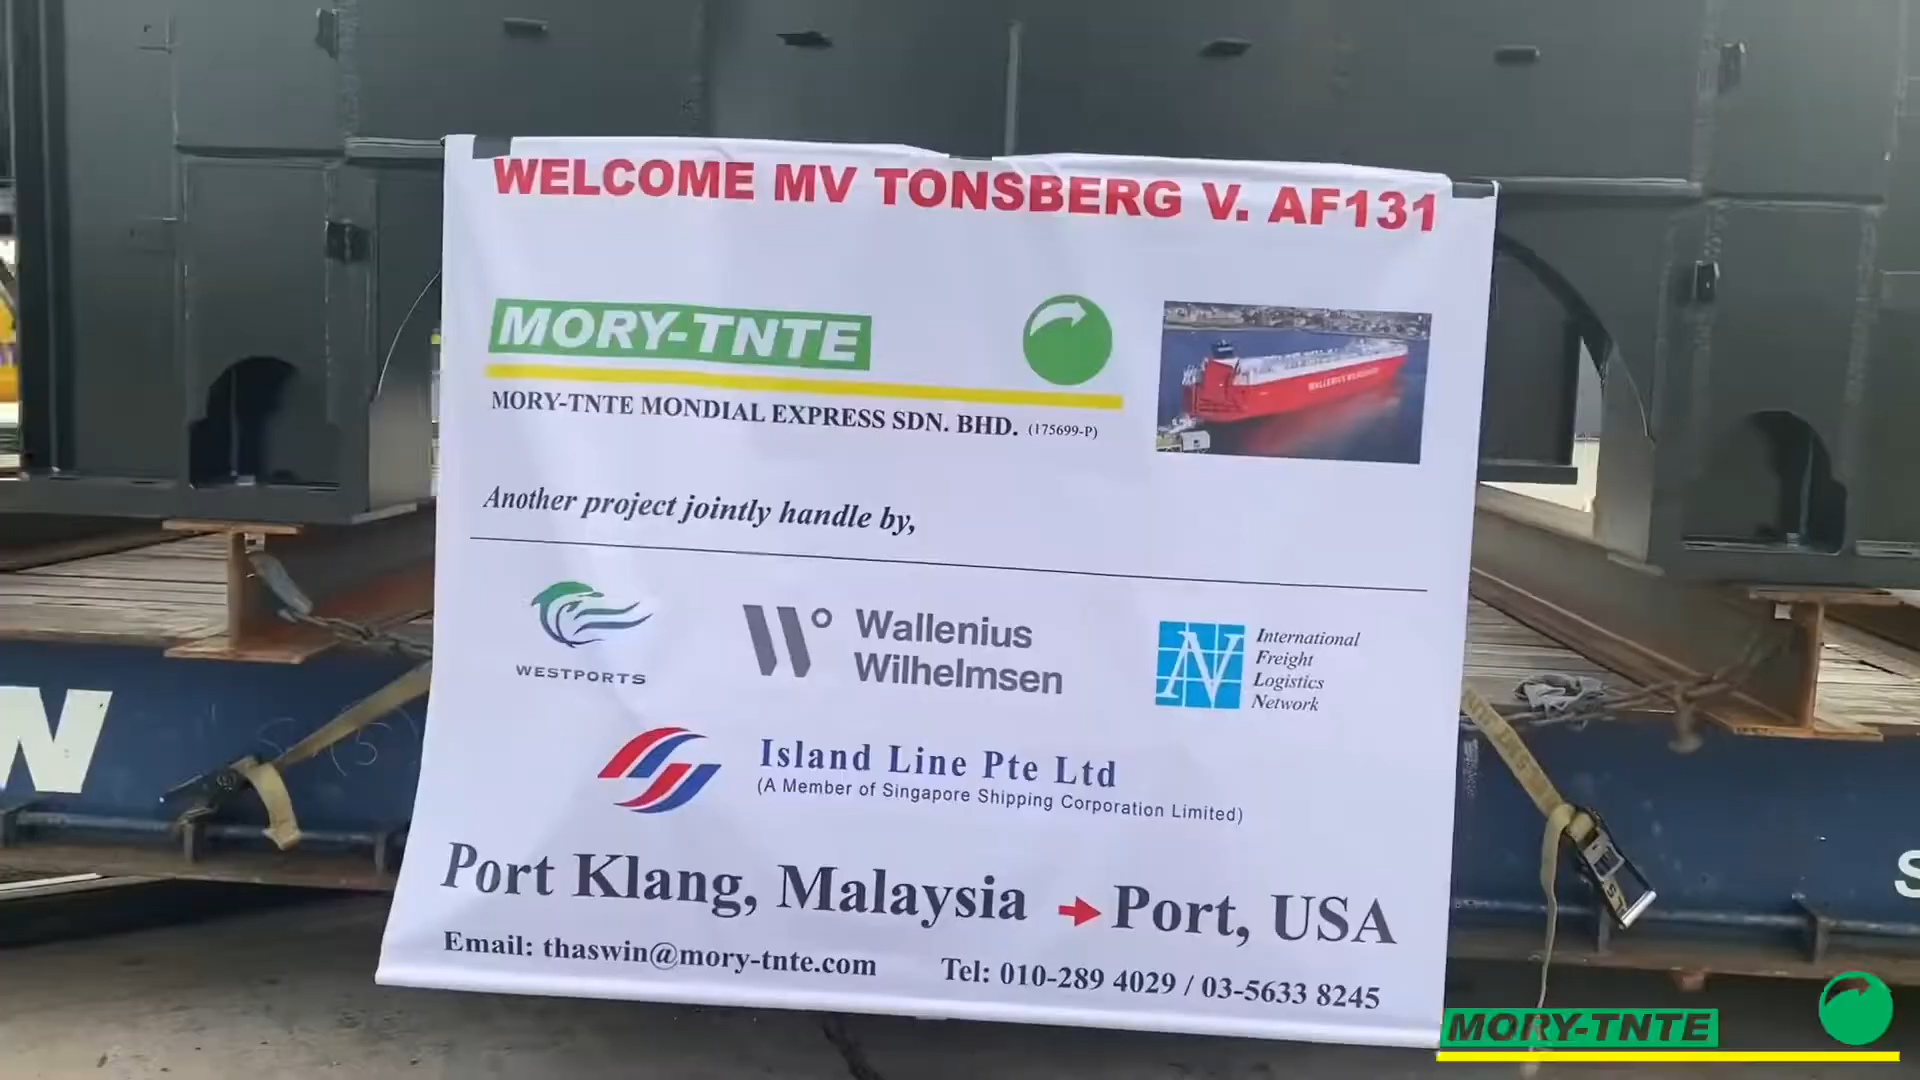 WELCOME MV TONSBERG V. AF131
MORY-TNTE
MORY-TNTE MONDIAL EXPRESS SDN. BHD. (175699-P)
WALLENIUS WILHELMSEN
Another project jointly handle by,
WESTPORTS
Wallenius
Wilhelmsen
N
International
Freight
Logistics
Network
Island Line Pte Ltd
(A Member of Singapore Shipping Corporation Limited)
Port Klang, Malaysia Port, USA
Email: thaswin@mory-tnte.com Tel: 010-289 4029 / 03-5633 8245
N
S
MORY-TNTE